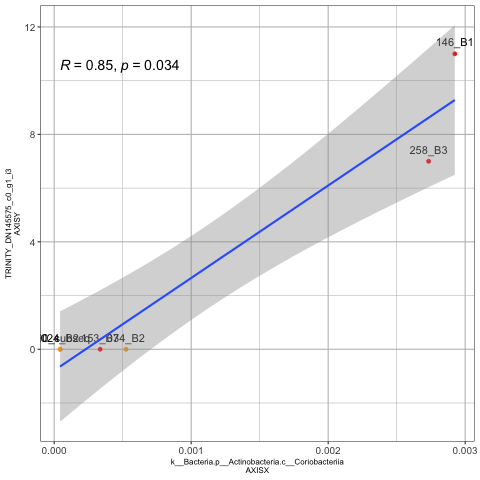 146_B1
R = 0.85, p = 0.034
258_B3
12
8
4
0
0.000 0.001 0.002 0.003
k__Bacteria.p__Actinobacteria.c__Coriobacteriia
AXISX
TRINITY_DN145575_c0_g1_i3
AXISY